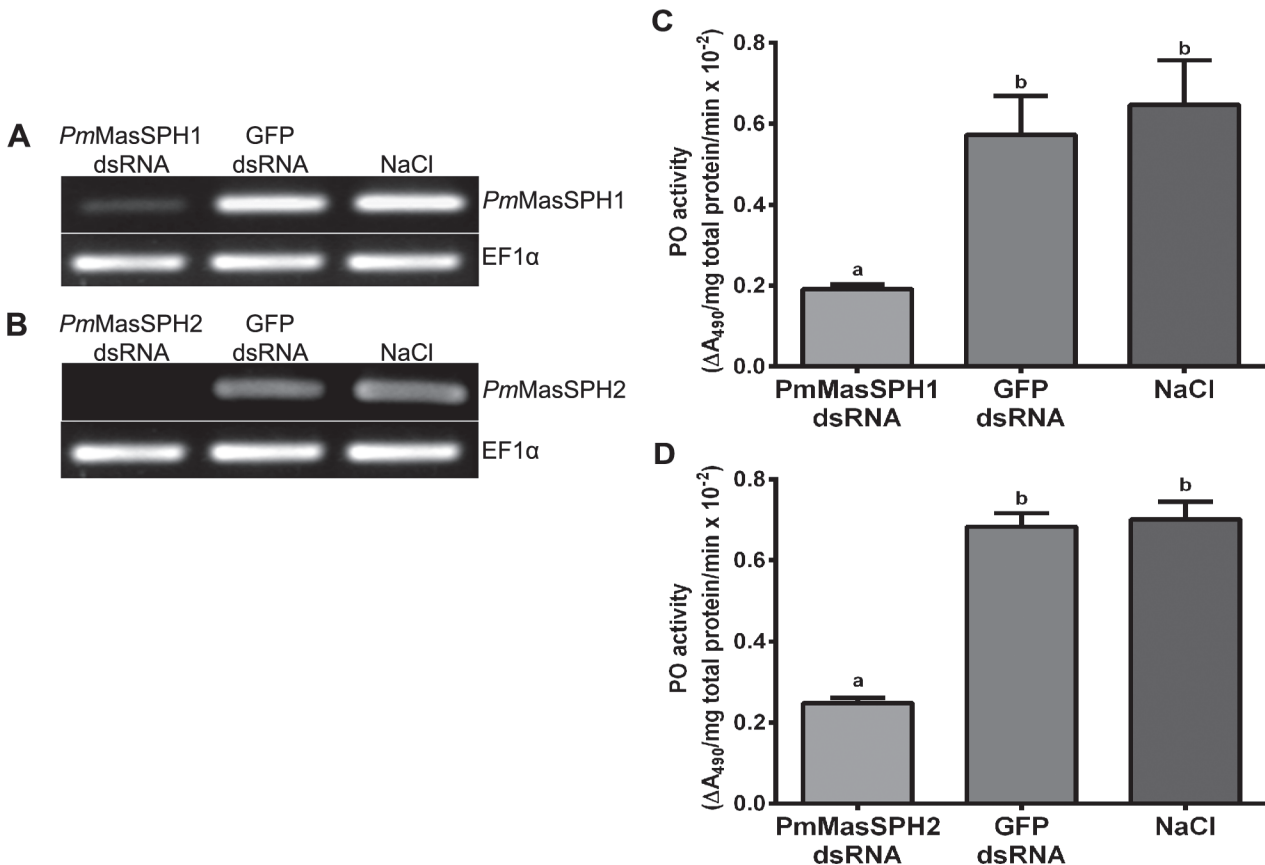 A
PmMasSPH1
dsRNA
GFP
dsRNA
NaCl
PmMasSPH1
EF1α
B
PmMasSPH2
dsRNA
GFP
dsRNA
NaCl
PmMasSPH2
EF1α
C
PO activity
(ΔA₄₉₀/mg total protein/min x 10⁻²)
0.8
0.6
0.4
0.2
0.0
a
b
b
PmMasSPH1
dsRNA
GFP
dsRNA
NaCl
D
PO activity
(ΔA₄₉₀/mg total protein/min x 10⁻²)
0.8
0.6
0.4
0.2
0.0
a
b
b
PmMasSPH2
dsRNA
GFP
dsRNA
NaCl